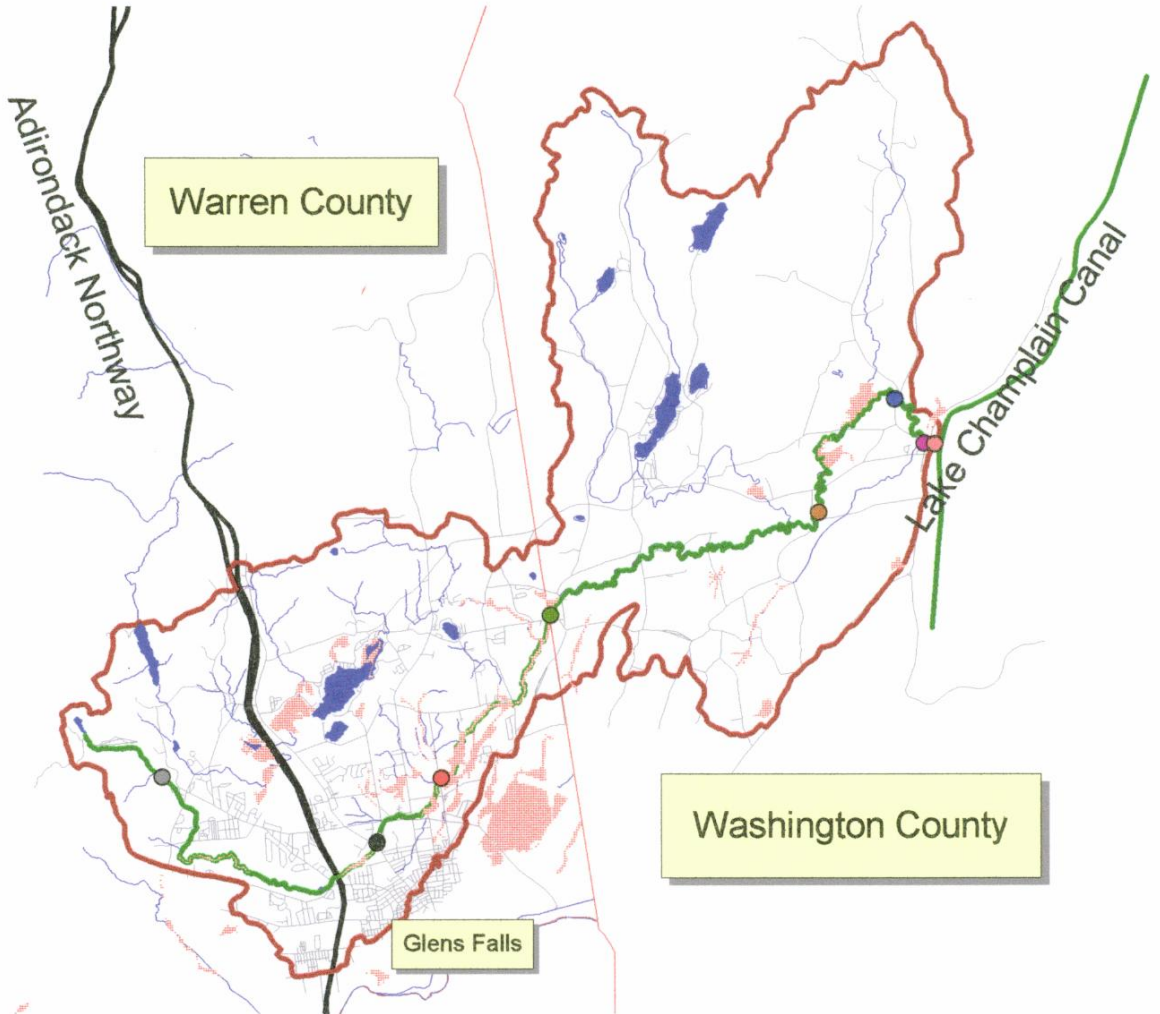 Adirondack Northway
Warren County
Lake Champlain Canal
Washington County
Glens Falls